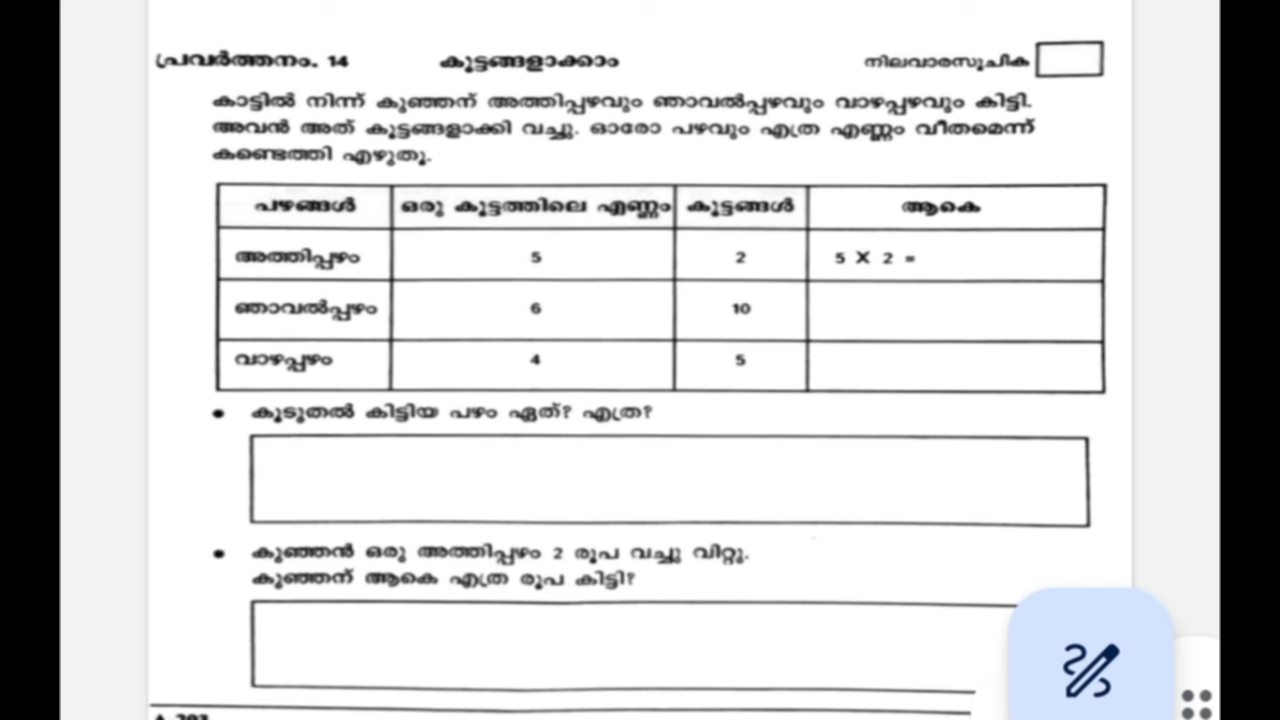 പ്രവർത്തനം. 14 കൂട്ടങ്ങളാക്കാം നിലവാരസൂചിക
കാട്ടിൽ നിന്ന് കുഞ്ഞന് അത്തിപ്പഴവും ഞാവൽപ്പഴവും വാഴപ്പഴവും കിട്ടി.
അവൻ അത് കൂട്ടങ്ങളാക്കി വച്ചു. ഓരോ പഴവും എത്ര എണ്ണം വീതമെന്ന്
കണ്ടെത്തി എഴുതൂ.
പഴങ്ങൾ ഒരു കൂട്ടത്തിലെ എണ്ണം കൂട്ടങ്ങൾ ആകെ
അത്തിപ്പഴം 5 2 5 X 2 =
ഞാവൽപ്പഴം 6 10
വാഴപ്പഴം 4 5
• കൂടുതൽ കിട്ടിയ പഴം ഏത്? എത്ര?
• കുഞ്ഞൻ ഒരു അത്തിപ്പഴം 2 രൂപ വച്ചു വിറ്റു.
കുഞ്ഞന് ആകെ എത്ര രൂപ കിട്ടി?